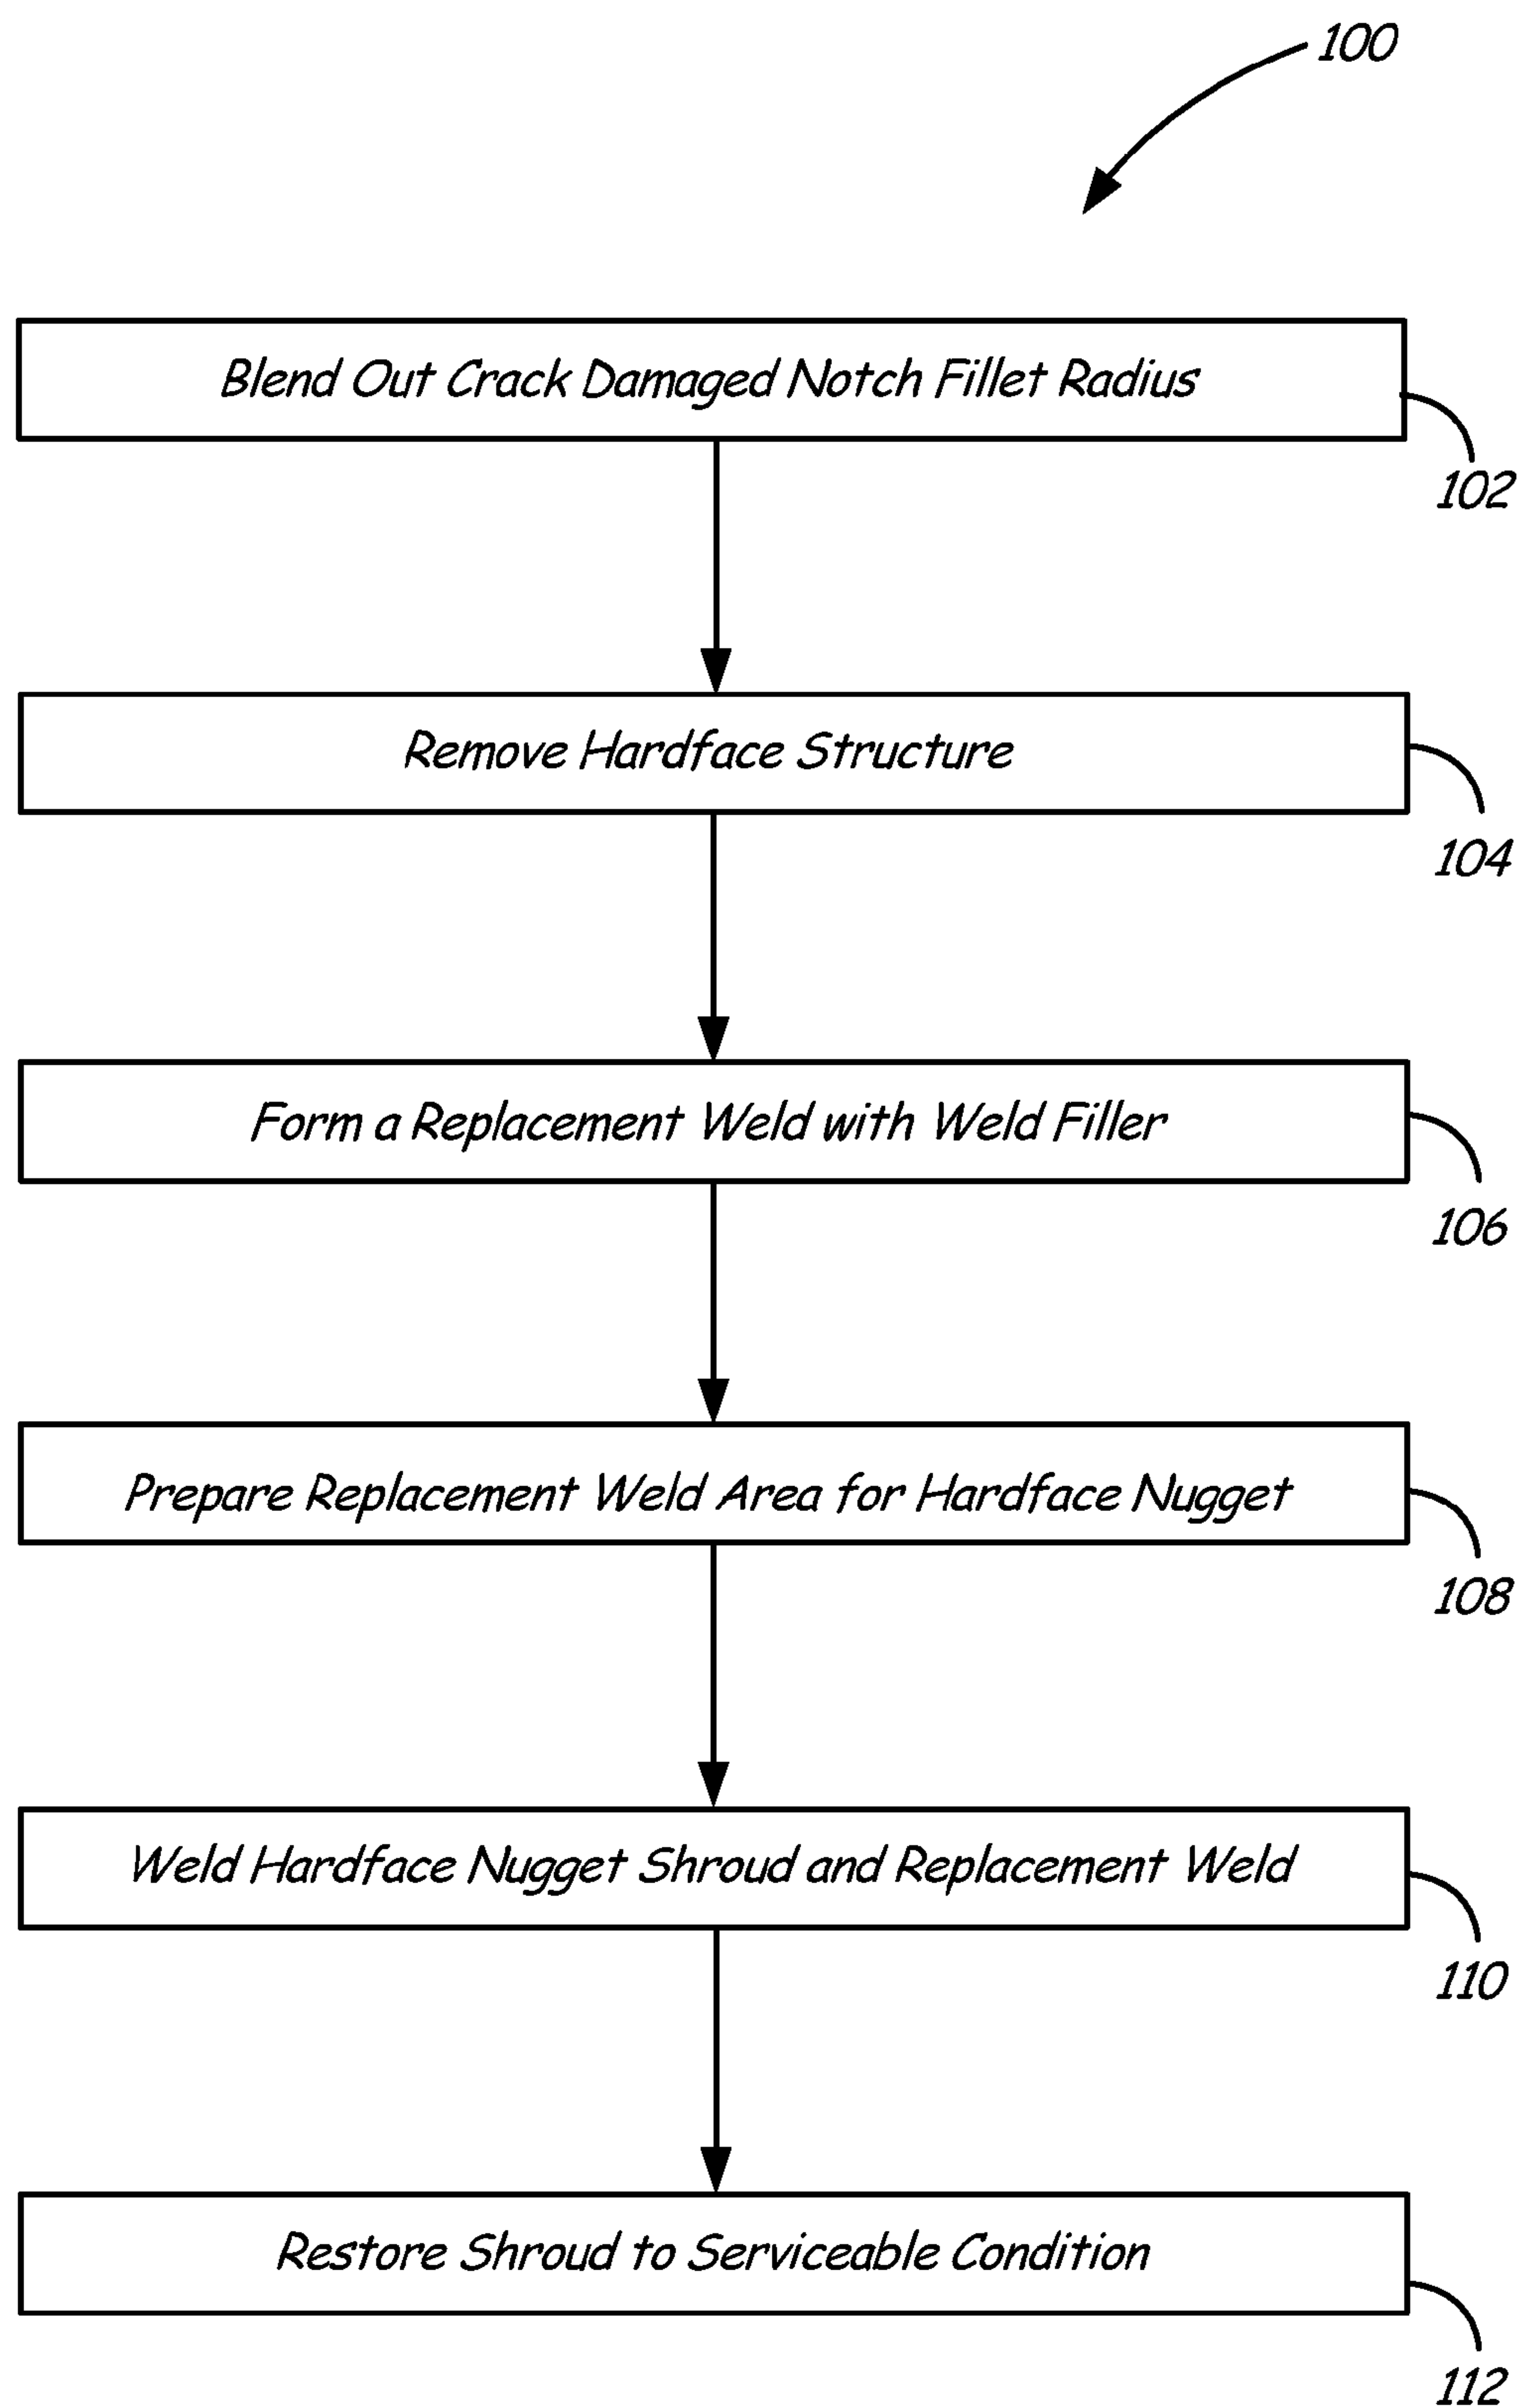 100
Blend Out Crack Damaged Notch Fillet Radius
102
Remove Hardface Structure
104
Form a Replacement Weld with Weld Filler
106
Prepare Replacement Weld Area for Hardface Nugget
108
Weld Hardface Nugget Shroud and Replacement Weld
110
Restore Shroud to Serviceable Condition
112